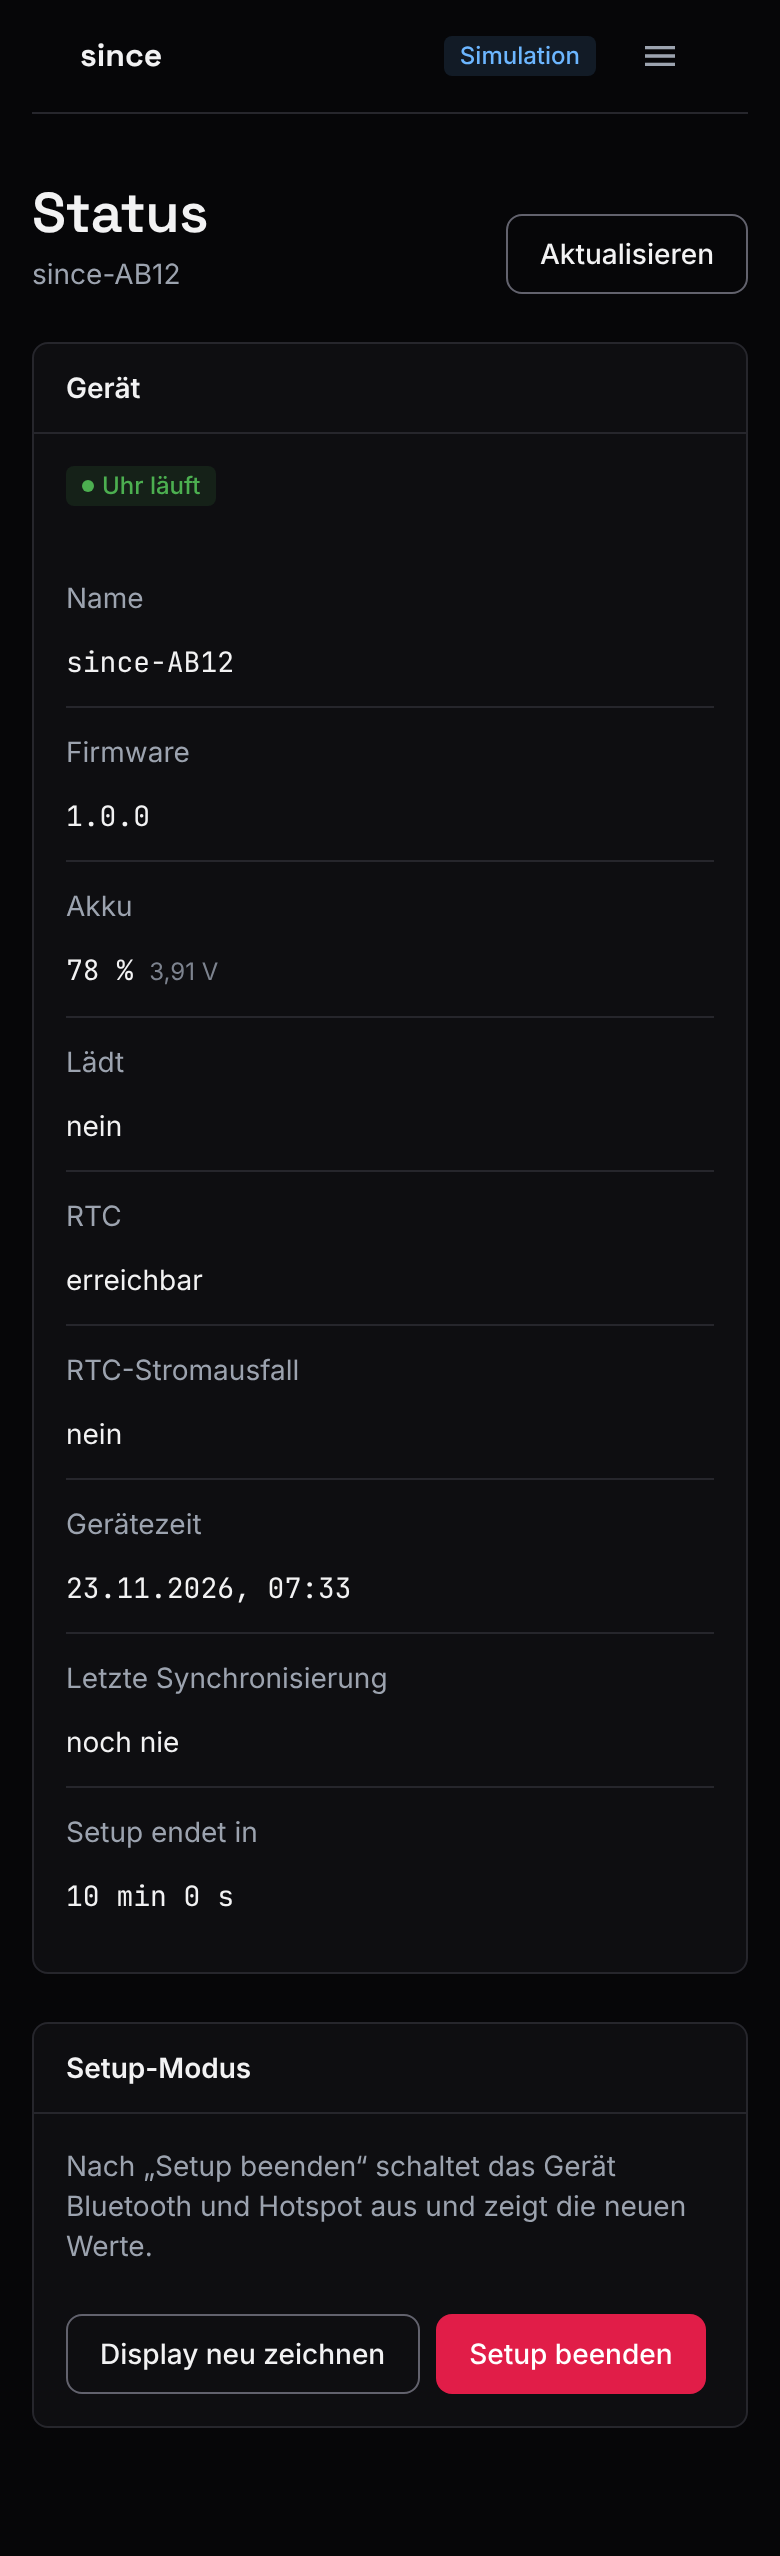 since
Simulation
Status
since-AB12
Aktualisieren
Gerät
Uhr läuft
Name
since-AB12
Firmware
1.0.0
Akku
78 % 3,91 V
Lädt
nein
RTC
erreichbar
RTC-Stromausfall
nein
Gerätezeit
23.11.2026, 07:33
Letzte Synchronisierung
noch nie
Setup endet in
10 min 0 s
Setup-Modus
Nach „Setup beenden“ schaltet das Gerät
Bluetooth und Hotspot aus und zeigt die neuen
Werte.
Display neu zeichnen
Setup beenden